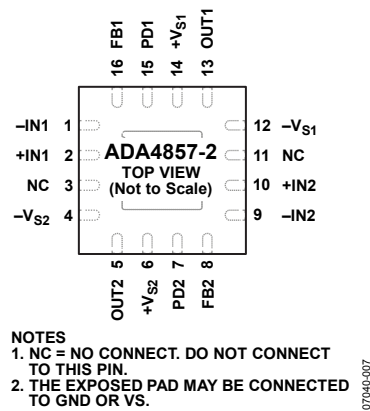 16 FB1
15 PD1
14 +VS1
13 OUT1
–IN1 1
+IN1 2
NC 3
–VS2 4
ADA4857-2
TOP VIEW
(Not to Scale)
12 –VS1
11 NC
10 +IN2
9 –IN2
OUT2 5
+VS2 6
PD2 7
FB2 8
NOTES
1. NC = NO CONNECT. DO NOT CONNECT
TO THIS PIN.
2. THE EXPOSED PAD MAY BE CONNECTED
TO GND OR VS.
07040-007